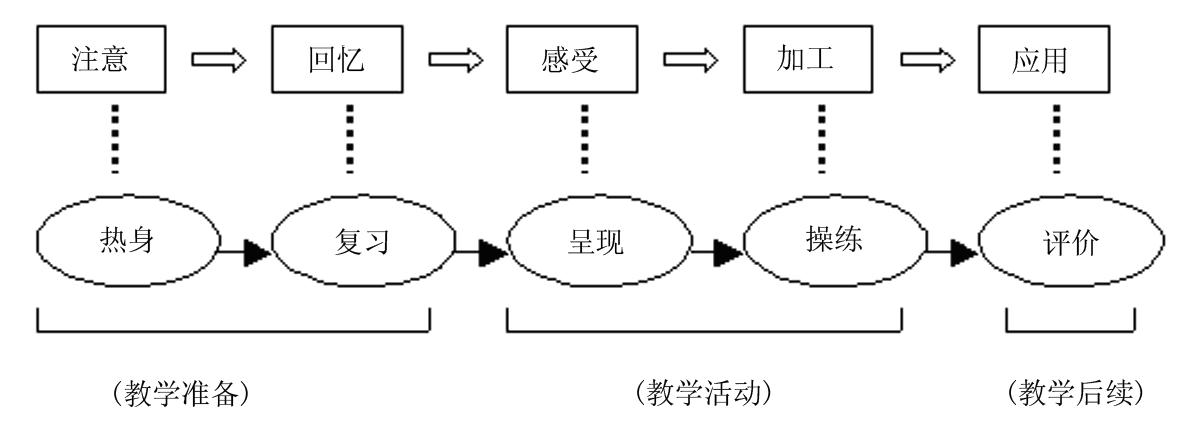 注意 回忆 感受 加工 应用
热身 复习 呈现 操练 评价
(教学准备) (教学活动) (教学后续)